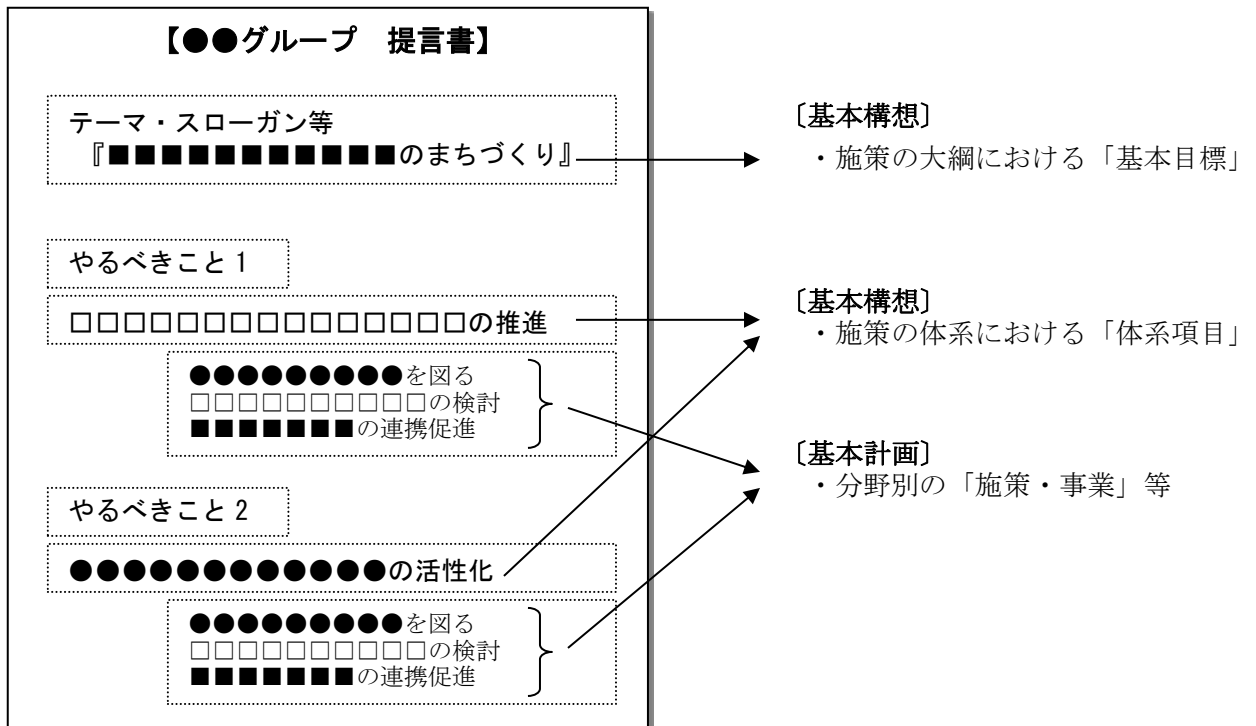 【●●グループ　提言書】
テーマ・スローガン等
『■■■■■■■■■■■のまちづくり』
〔基本構想〕
・施策の大綱における「基本目標」
やるべきこと１
□□□□□□□□□□□□□□□の推進
〔基本構想〕
・施策の体系における「体系項目」
●●●●●●●●●を図る
□□□□□□□□□□の検討
■■■■■■■の連携促進
〔基本計画〕
・分野別の「施策・事業」等
やるべきこと２
●●●●●●●●●●●●の活性化
●●●●●●●●●を図る
□□□□□□□□□□の検討
■■■■■■■の連携促進